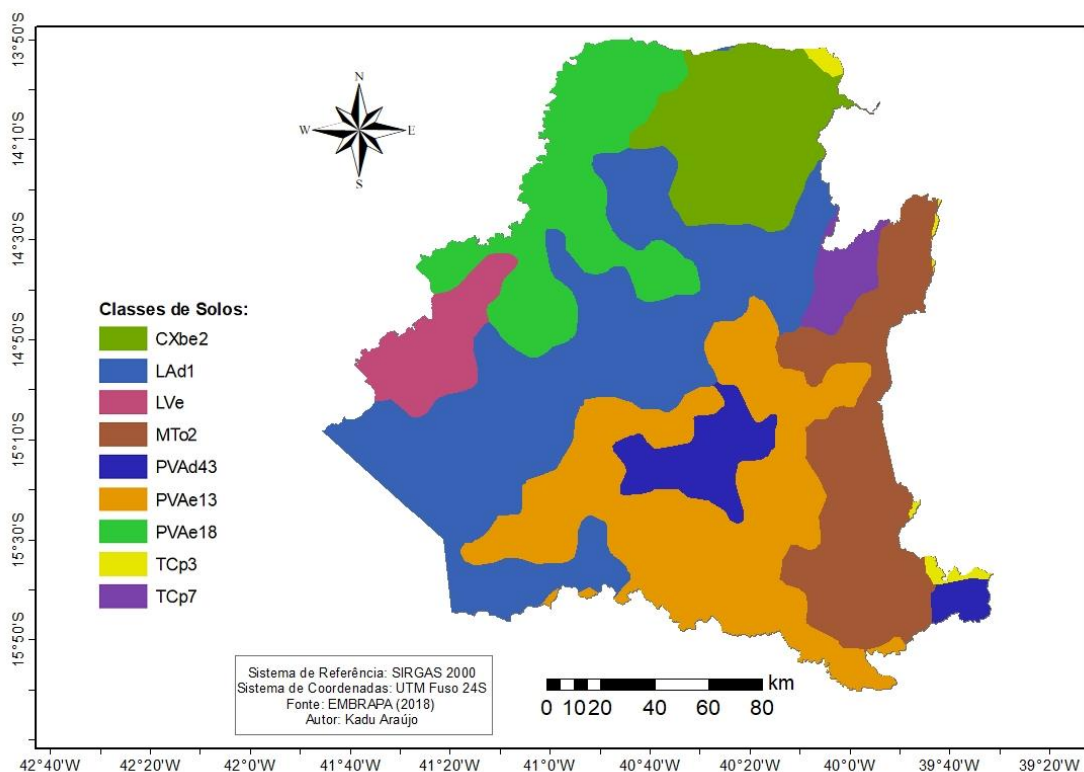 13°50'S
14°10'S
14°30'S
14°50'S
15°10'S
15°30'S
15°50'S
N
W
E
S
Classes de Solos:
CXbe2
LAd1
LVe
MTo2
PVAd43
PVAe13
PVAe18
TCp3
TCp7
Sistema de Referência: SIRGAS 2000
Sistema de Coordenadas: UTM Fuso 24S
Fonte: EMBRAPA (2018)
Autor: Kadu Araújo
km
0 10 20 40 60 80
42°40'W 42°20'W 42°0'W 41°40'W 41°20'W 41°0'W 40°40'W 40°20'W 40°0'W 39°40'W 39°20'W